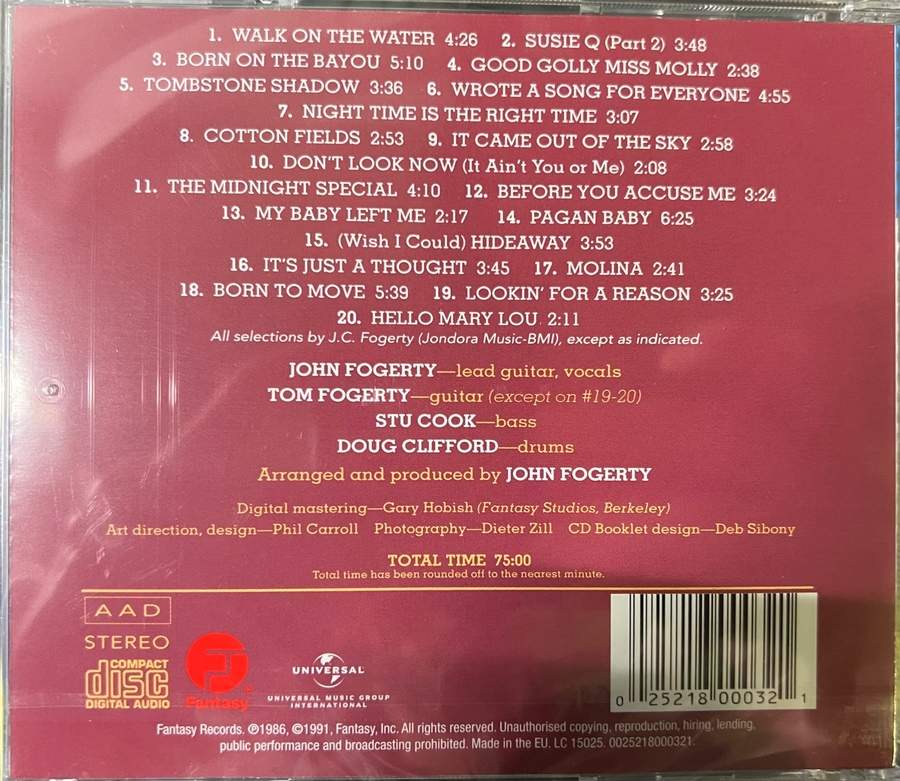 1. WALK ON THE WATER 4:26 2. SUSIE Q (Part 2) 3:48
3. BORN ON THE BAYOU 5:10 4. GOOD GOLLY MISS MOLLY 2:38
5. TOMBSTONE SHADOW 3:36 6. WROTE A SONG FOR EVERYONE 4:55
7. NIGHT TIME IS THE RIGHT TIME 3:07
8. COTTON FIELDS 2:53 9. IT CAME OUT OF THE SKY 2:58
10. DON'T LOOK NOW (It Ain't You or Me) 2:08
11. THE MIDNIGHT SPECIAL 4:10 12. BEFORE YOU ACCUSE ME 3:24
13. MY BABY LEFT ME 2:17 14. PAGAN BABY 6:25
15. (Wish I Could) HIDEAWAY 3:53
16. IT'S JUST A THOUGHT 3:45 17. MOLINA 2:41
18. BORN TO MOVE 5:39 19. LOOKIN' FOR A REASON 3:25
20. HELLO MARY LOU 2:11
All selections by J.C. Fogerty (Jondora Music-BMI), except as indicated.
JOHN FOGERTY—lead guitar, vocals
TOM FOGERTY—guitar (except on #19-20)
STU COOK—bass
DOUG CLIFFORD—drums
Arranged and produced by JOHN FOGERTY
Digital mastering—Gary Hobish (Fantasy Studios, Berkeley)
Art direction, design—Phil Carroll Photography—Dieter Zill CD Booklet design—Deb Sibony
TOTAL TIME 75:00
Total time has been rounded off to the nearest minute.
AAD
STEREO
COMPACT
disc
DIGITAL AUDIO
Fantasy
UNIVERSAL
UNIVERSAL MUSIC GROUP
INTERNATIONAL
0 25218 00032 1
Fantasy Records. ℗1986, ©1991, Fantasy, Inc. All rights reserved. Unauthorised copying, reproduction, hiring, lending,
public performance and broadcasting prohibited. Made in the EU. LC 15025. 0025218000321.